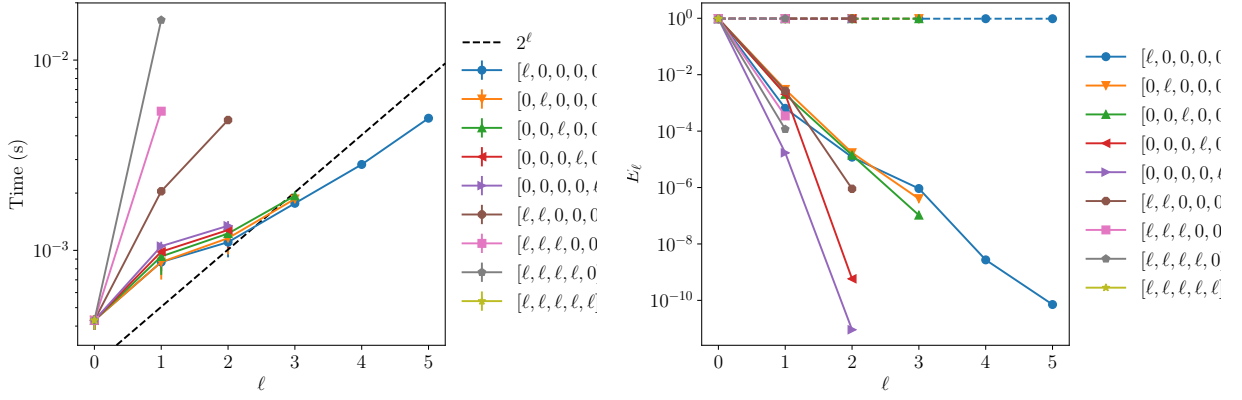 10⁻²
10⁻³
Time (s)
0 1 2 3 4 5
ℓ
2^ℓ
[ℓ, 0, 0, 0, 0
[0, ℓ, 0, 0, 0
[0, 0, ℓ, 0, 0
[0, 0, 0, ℓ, 0
[0, 0, 0, 0, ℓ
[ℓ, ℓ, 0, 0, 0
[ℓ, ℓ, ℓ, 0, 0
[ℓ, ℓ, ℓ, ℓ, 0
[ℓ, ℓ, ℓ, ℓ, ℓ]
10⁰
10⁻²
10⁻⁴
10⁻⁶
10⁻⁸
10⁻¹⁰
E_ℓ
0 1 2 3 4 5
ℓ
[ℓ, 0, 0, 0, 0
[0, ℓ, 0, 0, 0
[0, 0, ℓ, 0, 0
[0, 0, 0, ℓ, 0
[0, 0, 0, 0, ℓ
[ℓ, ℓ, 0, 0, 0
[ℓ, ℓ, ℓ, 0, 0
[ℓ, ℓ, ℓ, ℓ, 0
[ℓ, ℓ, ℓ, ℓ, ℓ]